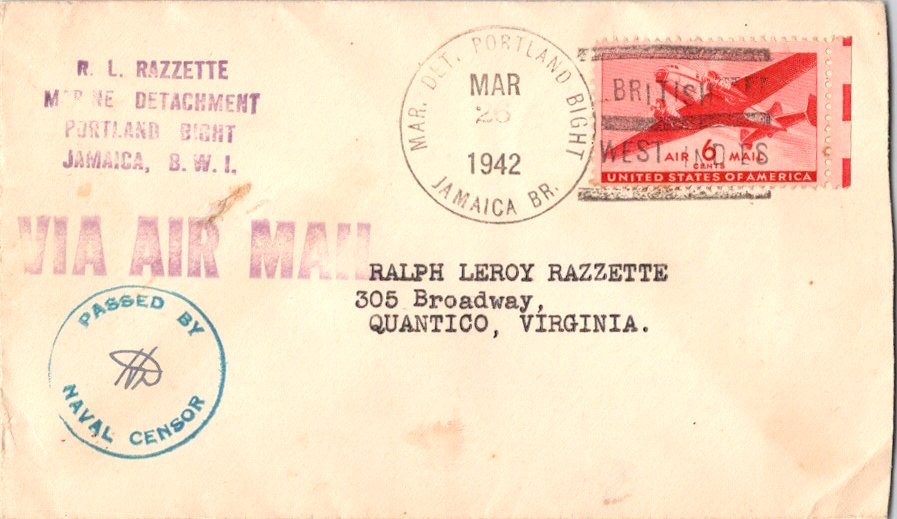 R. L. RAZZETTE
MARINE DETACHMENT
PORTLAND BIGHT
JAMAICA, B. W. I.
MAR. DET. PORTLAND BIGHT
MAR
26
1942
JAMAICA BR.
BRITISH
WEST INDIES
AIR 6 MAIL
CENTS
UNITED STATES OF AMERICA
VIA AIR MAIL
RALPH LEROY RAZZETTE
305 Broadway,
QUANTICO, VIRGINIA.
PASSED BY
NAVAL CENSOR